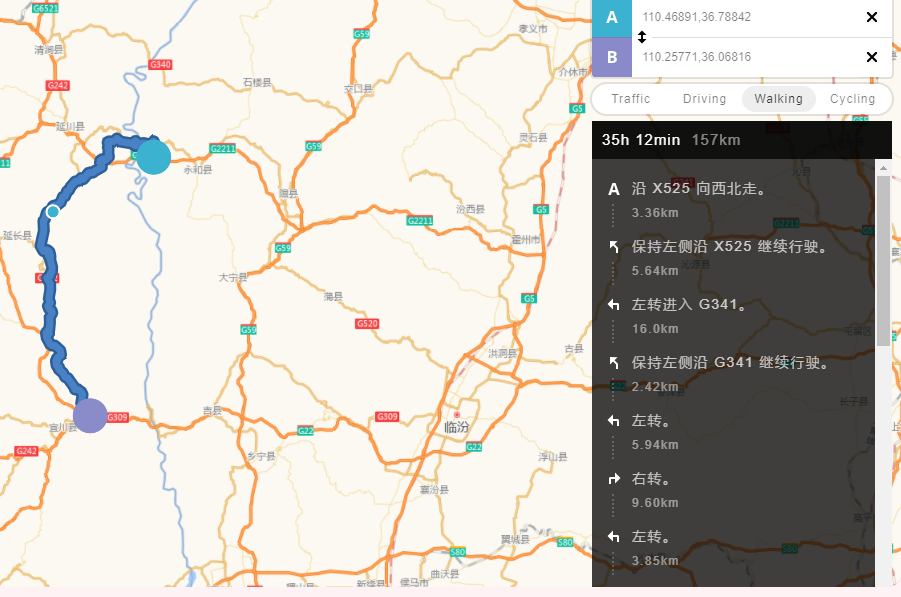 G6521
清涧县
G242
延川县
G340
石楼县
G59
交口县
孝义市
介休市
G5
G59
灵石县
G2211
永和县
隰县
汾西县
G2211
G5
霍州市
延长县
G59
大宁县
蒲县
G5
G59
G520
洪洞县
古县
吉县
G309
G309
宜川县
G22
临汾
G242
乡宁县
G22
浮山县
襄汾县
翼城县
G80
G80
曲沃县
侯马市
新绛县
稷山县
A
110.46891,36.78842
B
110.25771,36.06816
Traffic
Driving
Walking
Cycling
35h 12min 157km
A 沿 X525 向西北走。
3.36km
保持左侧沿 X525 继续行驶。
5.64km
左转进入 G341。
16.0km
保持左侧沿 G341 继续行驶。
2.42km
左转。
5.94km
右转。
9.60km
左转。
3.85km